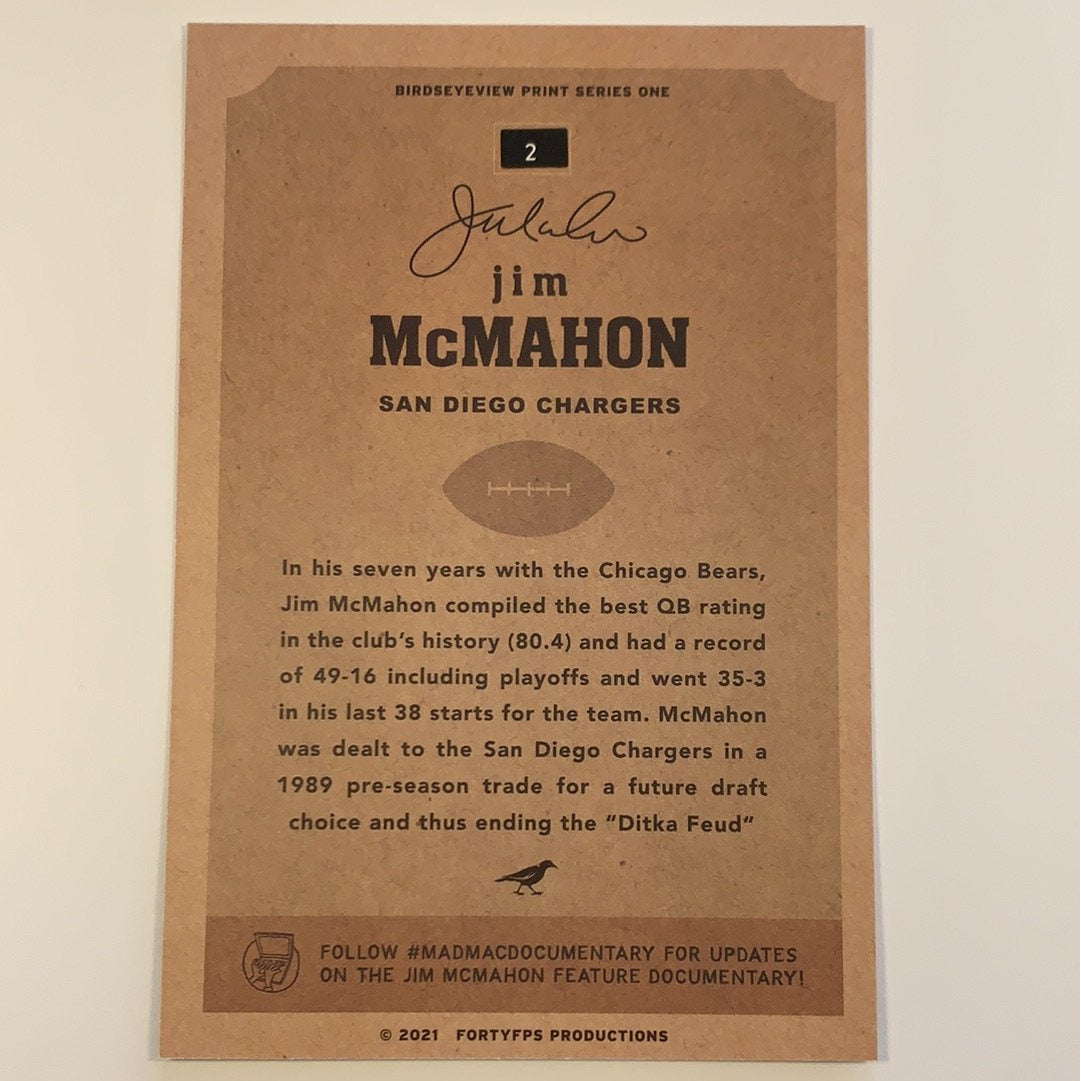 BIRDSEYEVIEW PRINT SERIES ONE
2
jim
McMAHON
SAN DIEGO CHARGERS
In his seven years with the Chicago Bears,
Jim McMahon compiled the best QB rating
in the club's history (80.4) and had a record
of 49-16 including playoffs and went 35-3
in his last 38 starts for the team. McMahon
was dealt to the San Diego Chargers in a
1989 pre-season trade for a future draft
choice and thus ending the "Ditka Feud"
FOLLOW #MADMACDOCUMENTARY FOR UPDATES
ON THE JIM MCMAHON FEATURE DOCUMENTARY!
© 2021 FORTYFPS PRODUCTIONS